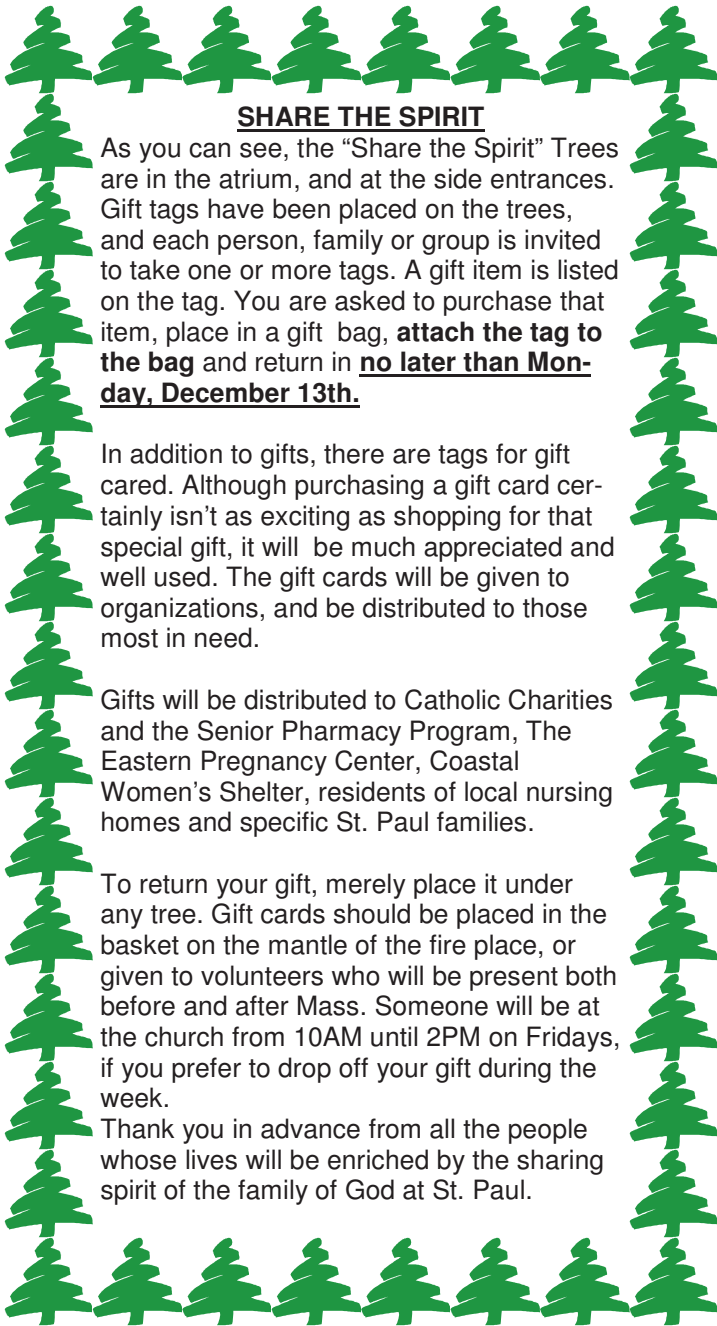 SHARE THE SPIRIT
As you can see, the “Share the Spirit” Trees
are in the atrium, and at the side entrances.
Gift tags have been placed on the trees,
and each person, family or group is invited
to take one or more tags. A gift item is listed
on the tag. You are asked to purchase that
item, place in a gift  bag, attach the tag to
the bag and return in no later than Mon-
day, December 13th.

In addition to gifts, there are tags for gift
cared. Although purchasing a gift card cer-
tainly isn’t as exciting as shopping for that
special gift, it will  be much appreciated and
well used. The gift cards will be given to
organizations, and be distributed to those
most in need.

Gifts will be distributed to Catholic Charities
and the Senior Pharmacy Program, The
Eastern Pregnancy Center, Coastal
Women’s Shelter, residents of local nursing
homes and specific St. Paul families.

To return your gift, merely place it under
any tree. Gift cards should be placed in the
basket on the mantle of the fire place, or
given to volunteers who will be present both
before and after Mass. Someone will be at
the church from 10AM until 2PM on Fridays,
if you prefer to drop off your gift during the
week.
Thank you in advance from all the people
whose lives will be enriched by the sharing
spirit of the family of God at St. Paul.